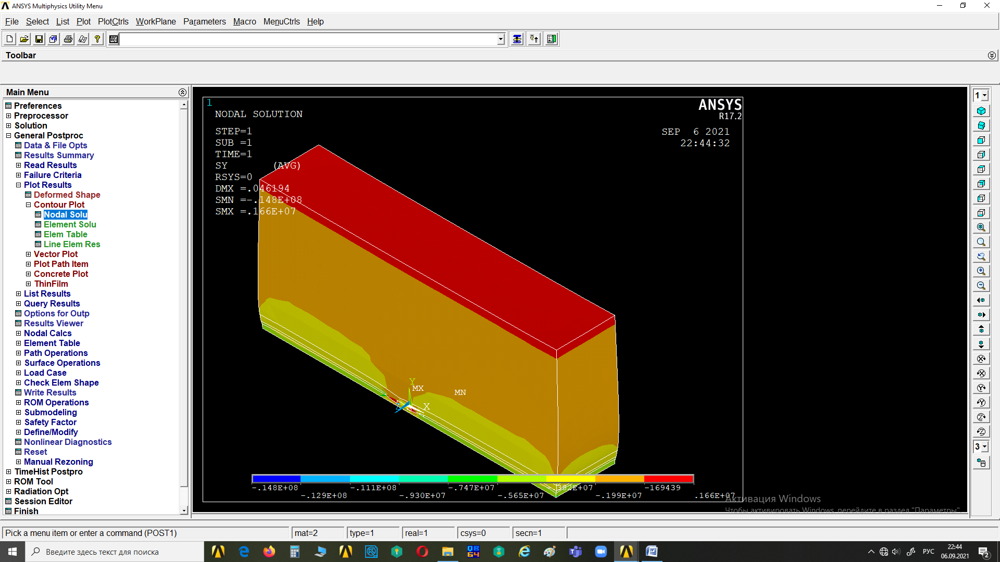 ANSYS Multiphysics Utility Menu
File Select List Plot PlotCtrls WorkPlane Parameters Macro MenuCtrls Help
Toolbar
Main Menu
Preferences
Preprocessor
Solution
General Postproc
Data & File Opts
Results Summary
Read Results
Failure Criteria
Plot Results
Deformed Shape
Contour Plot
Nodal Solu
Element Solu
Elem Table
Line Elem Res
Vector Plot
Plot Path Item
Concrete Plot
ThinFilm
List Results
Query Results
Options for Outp
Results Viewer
Nodal Calcs
Element Table
Path Operations
Surface Operations
Load Case
Check Elem Shape
Write Results
ROM Operations
Submodeling
Safety Factor
Define/Modify
Nonlinear Diagnostics
Reset
Manual Rezoning
TimeHist Postpro
ROM Tool
Radiation Opt
Session Editor
Finish
1
NODAL SOLUTION
STEP=1
SUB =1
TIME=1
SY (AVG)
RSYS=0
DMX =.046194
SMN =-.148E+08
SMX =.166E+07
ANSYS
R17.2
SEP 6 2021
22:44:32
Y
MX
MN
X
Z
-.148E+08 -.111E+08 -.747E+07 -.382E+07 -169439
-.129E+08 -.930E+07 -.565E+07 -.199E+07 .166E+07
Активация Windows
Чтобы активировать Windows, перейдите в раздел "Параметры".
1
3
Pick a menu item or enter a command (POST1)
mat=2
type=1
real=1
csys=0
secn=1
Введите здесь текст для поиска
QB
64
РУС
22:44
06.09.2021
2